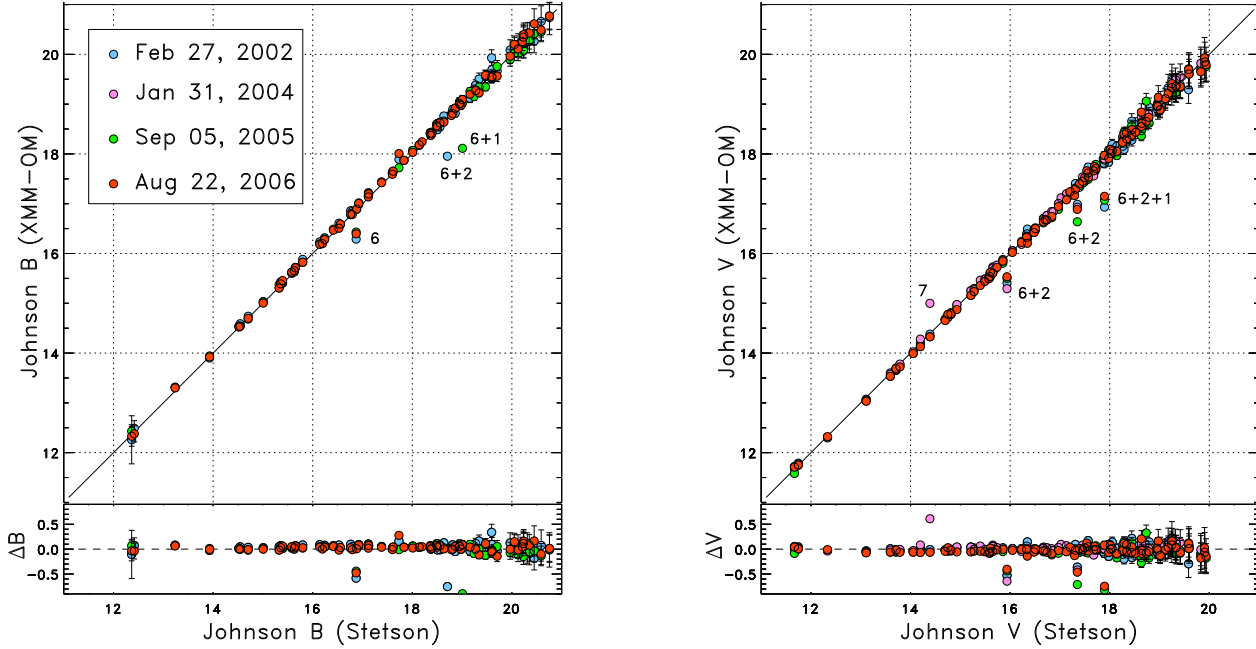 Feb 27, 2002
Jan 31, 2004
Sep 05, 2005
Aug 22, 2006
Johnson B (XMM-OM)
20
18
16
14
12
6+1
6+2
6
ΔB
0.5
0.0
-0.5
12 14 16 18 20
Johnson B (Stetson)
Johnson V (XMM-OM)
20
18
16
14
12
6+2+1
6+2
6+2
7
ΔV
0.5
0.0
-0.5
12 14 16 18 20
Johnson V (Stetson)